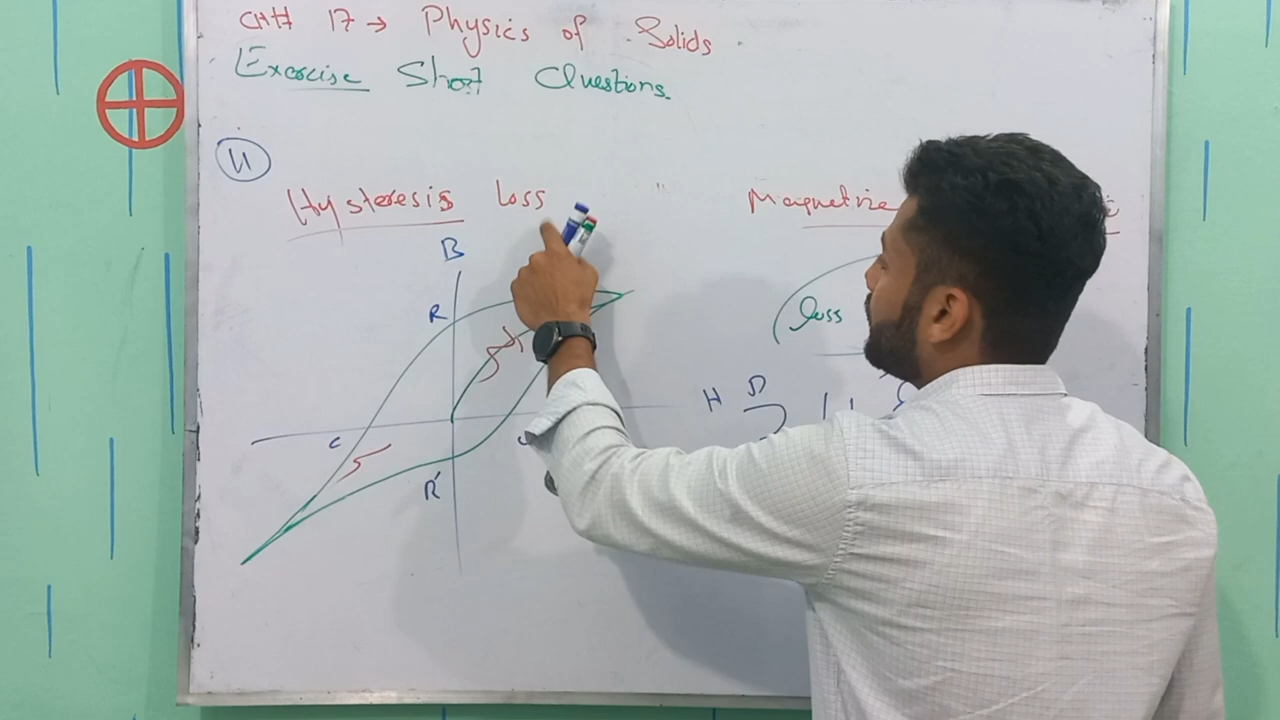 CH# 17 → Physics of Solids
Exercise Short Questions.
11
Hysteresis loss
Magnetize
B
R
loss
H
C
R'